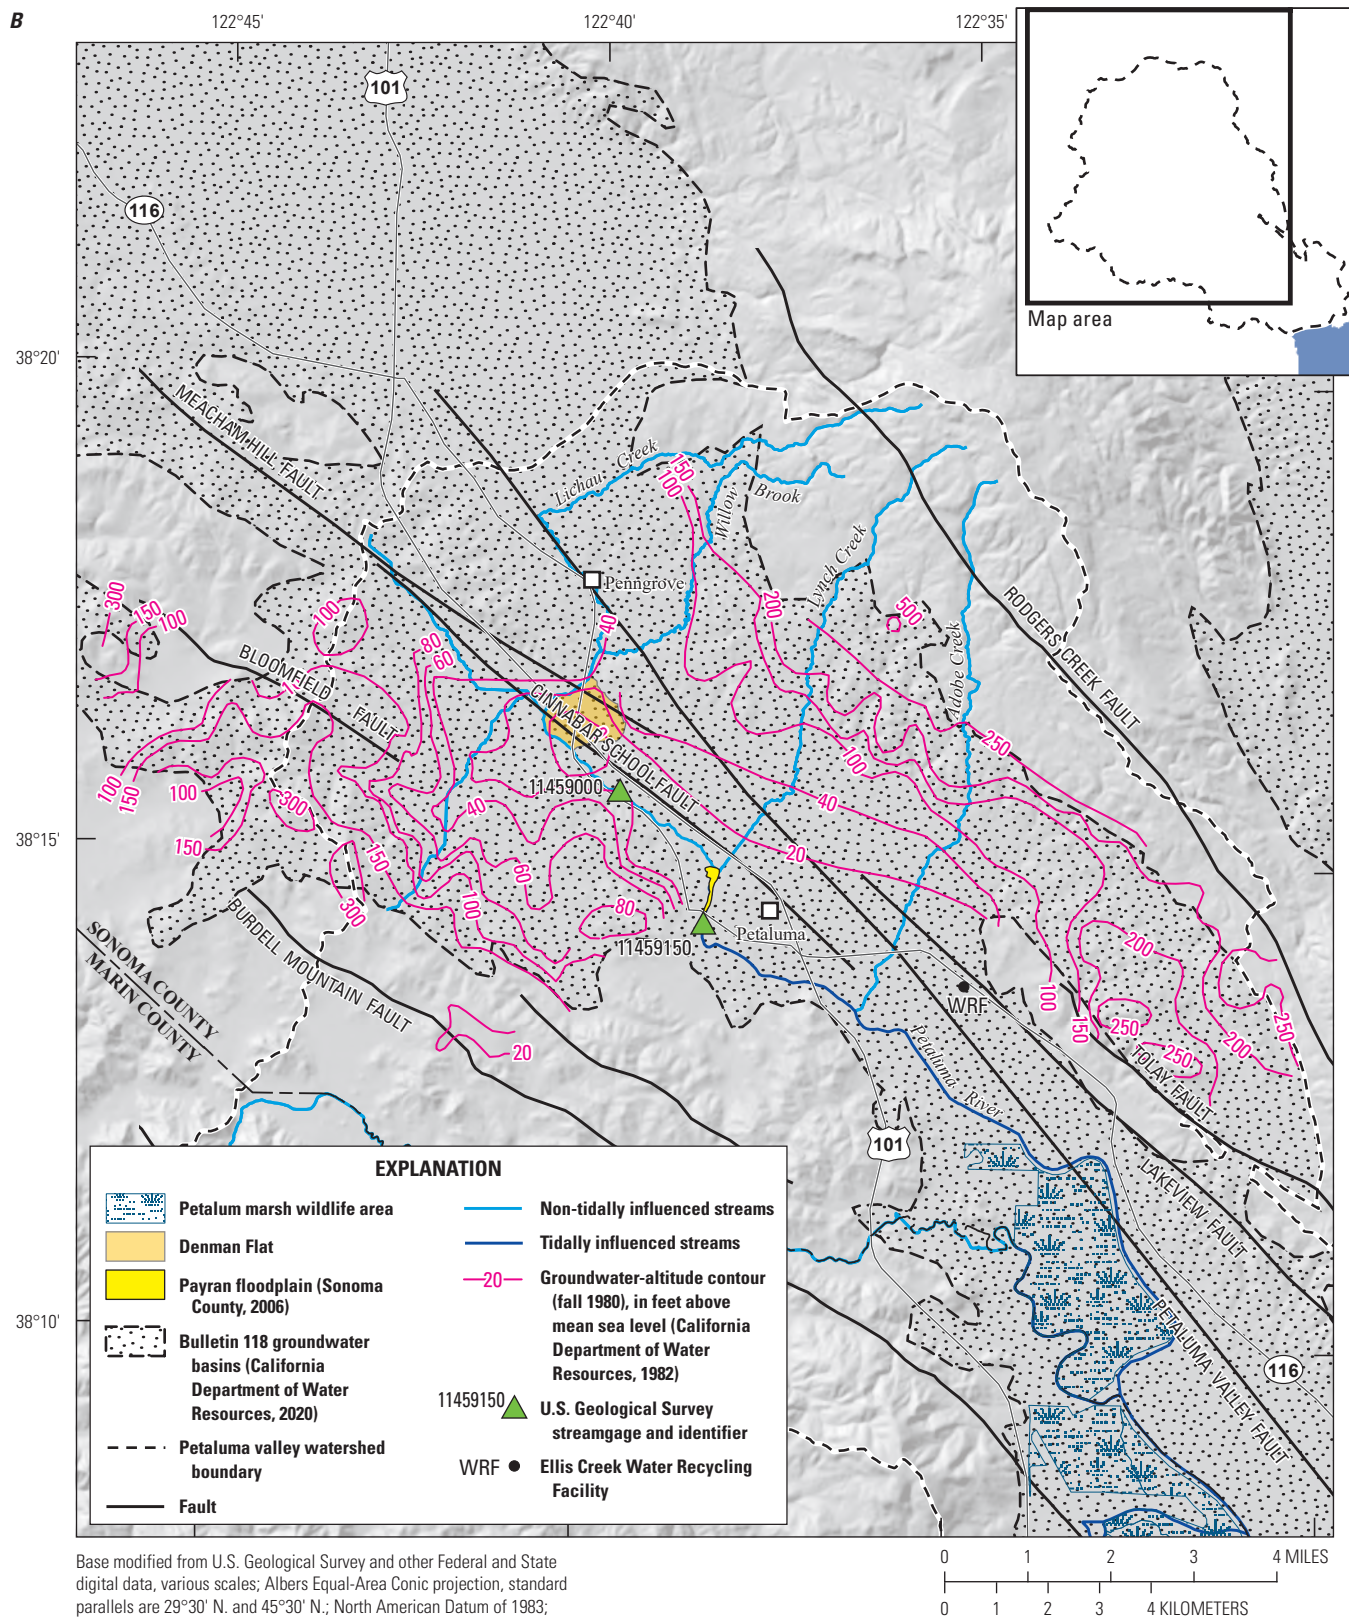 B
122°45'
122°40'
122°35'
Map area
101
116
38°20'
MEACHAM HILL FAULT
Lichau Creek
150
100
Willow
Brook
Lynch Creek
Penngrove
RODGERS CREEK FAULT
300
150
100
100
200
500
40
80
60
BLOOMFIELD
FAULT
Adobe Creek
CINNABAR SCHOOL FAULT
250
100
100
150
100
300
11459000
40
40
38°15'
150
20
150
60
100
80
300
BURDELL MOUNTAIN FAULT
Petaluma
11459150
200
SONOMA COUNTY
MARIN COUNTY
WRF
100
150
250
250
200
250
20
TOLAY FAULT
Petaluma
River
101
LAKEVIEW FAULT
PETALUMA VALLEY FAULT
116
38°10'
EXPLANATION
Petalum marsh wildlife area
Denman Flat
Payran floodplain (Sonoma
County, 2006)
Bulletin 118 groundwater
basins (California
Department of Water
Resources, 2020)
Petaluma valley watershed
boundary
Fault
Non-tidally influenced streams
Tidally influenced streams
20
Groundwater-altitude contour
(fall 1980), in feet above
mean sea level (California
Department of Water
Resources, 1982)
11459150
U.S. Geological Survey
streamgage and identifier
WRF
Ellis Creek Water Recycling
Facility
Base modified from U.S. Geological Survey and other Federal and State
digital data, various scales; Albers Equal-Area Conic projection, standard
parallels are 29°30' N. and 45°30' N.; North American Datum of 1983;
0 1 2 3 4 MILES
0 1 2 3 4 KILOMETERS